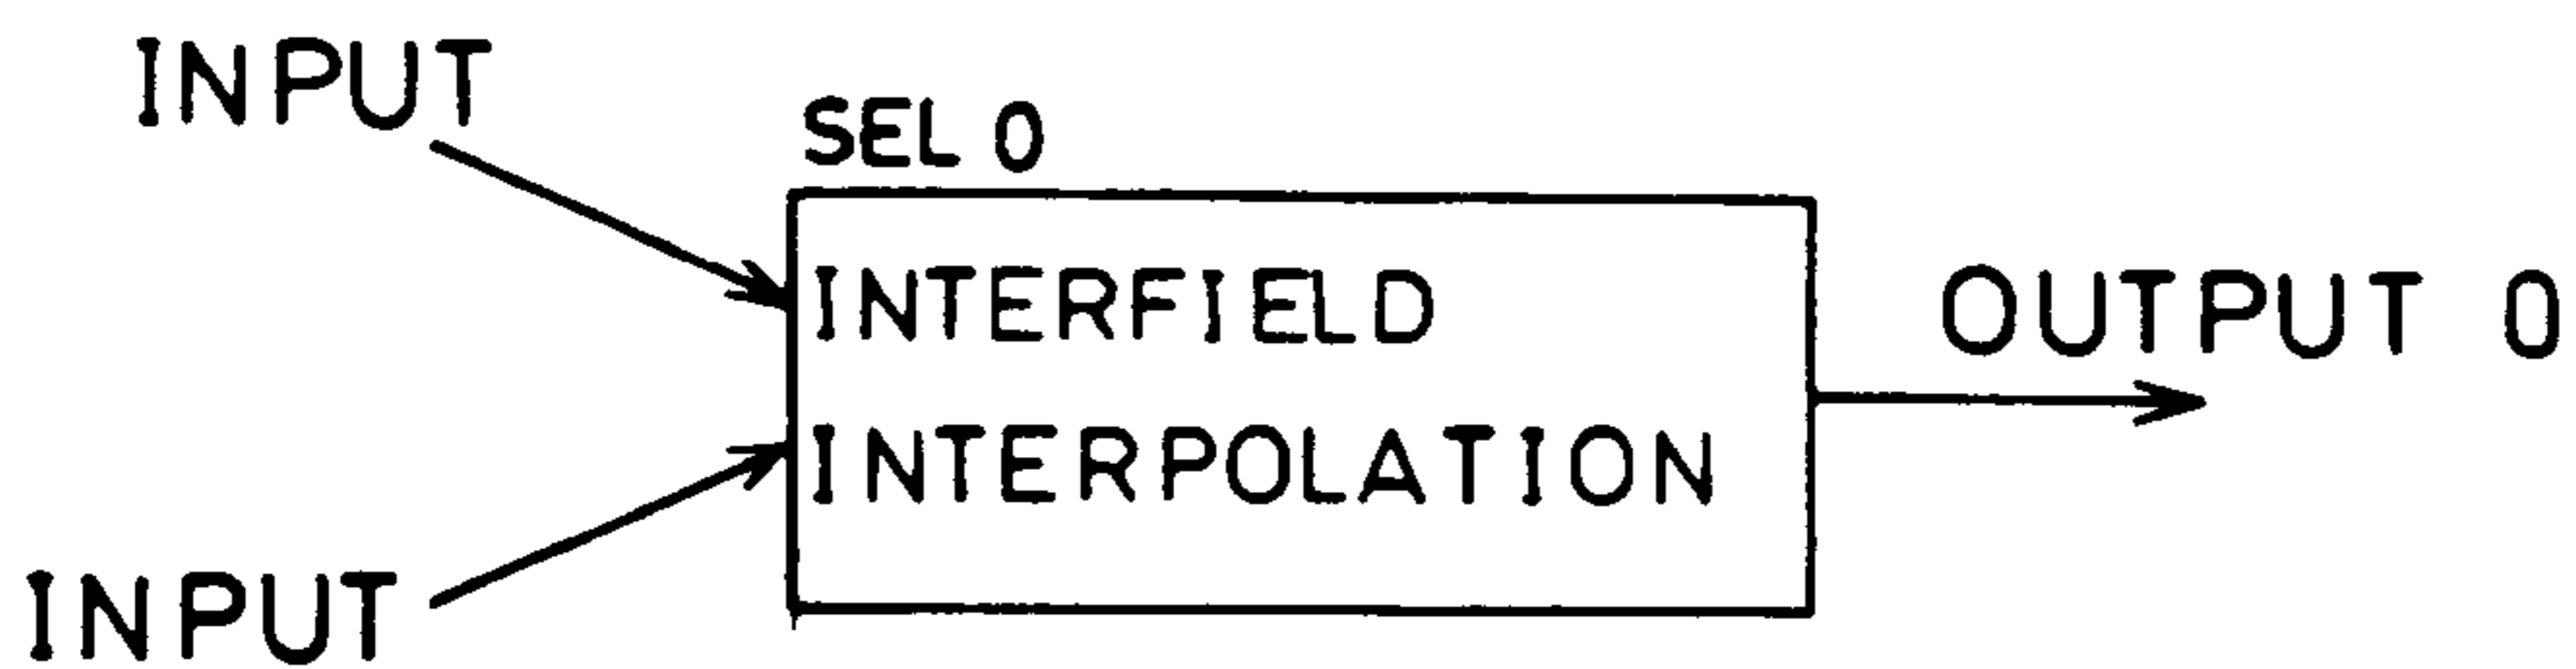 INPUT
SEL 0
INTERFIELD
INTERPOLATION
OUTPUT 0
INPUT